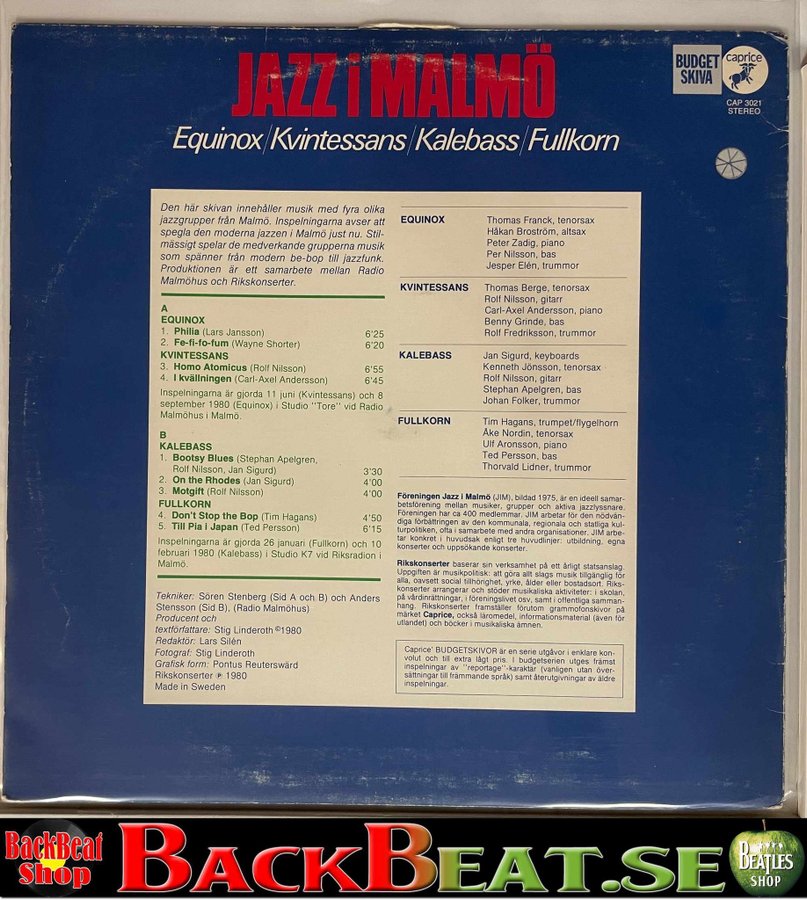 JAZZ i MALMÖ
Equinox/Kvintessans/Kalebass/Fullkorn
BUDGET
SKIVA
caprice
CAP 3021
STEREO
Den här skivan innehåller musik med fyra olika
jazzgrupper från Malmö. Inspelningarna avser att
spegla den moderna jazzen i Malmö just nu. Stil-
mässigt spelar de medverkande grupperna musik
som spänner från modern be-bop till jazzfunk.
Produktionen är ett samarbete mellan Radio
Malmöhus och Rikskonserter.
A
EQUINOX
1. Philia (Lars Jansson) 6'25
2. Fe-fi-fo-fum (Wayne Shorter) 6'20
KVINTESSANS
3. Homo Atomicus (Rolf Nilsson) 6'55
4. I kvällningen (Carl-Axel Andersson) 6'45
Inspelningarna är gjorda 11 juni (Kvintessans) och 8
september 1980 (Equinox) i Studio "Tore" vid Radio
Malmöhus i Malmö.
B
KALEBASS
1. Bootsy Blues (Stephan Apelgren,
Rolf Nilsson, Jan Sigurd) 3'30
2. On the Rhodes (Jan Sigurd) 4'00
3. Motgift (Rolf Nilsson) 4'00
FULLKORN
4. Don't Stop the Bop (Tim Hagans) 4'50
5. Till Pia i Japan (Ted Persson) 6'15
Inspelningarna är gjorda 26 januari (Fullkorn) och 10
februari 1980 (Kalebass) i Studio K7 vid Riksradion i
Malmö.
Tekniker: Sören Stenberg (Sid A och B) och Anders
Stensson (Sid B), (Radio Malmöhus)
Producent och
textförfattare: Stig Linderoth ©1980
Redaktör: Lars Silén
Fotograf: Stig Linderoth
Grafisk form: Pontus Reuterswärd
Rikskonserter ℗ 1980
Made in Sweden
EQUINOX
Thomas Franck, tenorsax
Håkan Broström, altsax
Peter Zadig, piano
Per Nilsson, bas
Jesper Elén, trummor
KVINTESSANS
Thomas Berge, tenorsax
Rolf Nilsson, gitarr
Carl-Axel Andersson, piano
Benny Grinde, bas
Rolf Fredriksson, trummor
KALEBASS
Jan Sigurd, keyboards
Kenneth Jönsson, tenorsax
Rolf Nilsson, gitarr
Stephan Apelgren, bas
Johan Folker, trummor
FULLKORN
Tim Hagans, trumpet/flygelhorn
Åke Nordin, tenorsax
Ulf Aronsson, piano
Ted Persson, bas
Thorvald Lidner, trummor
Föreningen Jazz i Malmö (JIM), bildad 1975, är en ideell samar-
betsförening mellan musiker, grupper och aktiva jazzlyssnare.
Föreningen har ca 400 medlemmar. JIM arbetar för den nödvän-
diga förbättringen av den kommunala, regionala och statliga kul-
turpolitiken, ofta i samarbete med andra organisationer. JIM arbe-
tar konkret i huvudsak enligt tre huvudlinjer: utbildning, egna
konserter och uppsökande konserter.
Rikskonserter baserar sin verksamhet på ett årligt statsanslag.
Uppgiften är musikpolitisk: att göra allt slags musik tillgänglig för
alla, oavsett social tillhörighet, yrke, ålder eller bostadsort. Riks-
konserter arrangerar och stöder musikaliska aktiviteter: i skolan,
på vårdinrättningar, i föreningslivet osv, samt i offentliga samman-
hang. Rikskonserter framställer förutom grammofonskivor på
märket Caprice, också läromedel, informationsmaterial (även för
utlandet) och böcker i musikaliska ämnen.
Caprice' BUDGETSKIVOR är en serie utgåvor i enklare kon-
volut och till extra lågt pris. I budgetserien utges främst
inspelningar av "reportage"-karaktär (vanligen utan över-
sättningar till främmande språk) samt återutgivningar av äldre
inspelningar.
BackBeat
Shop
BACKBEAT.SE
THE
BEATLES
SHOP